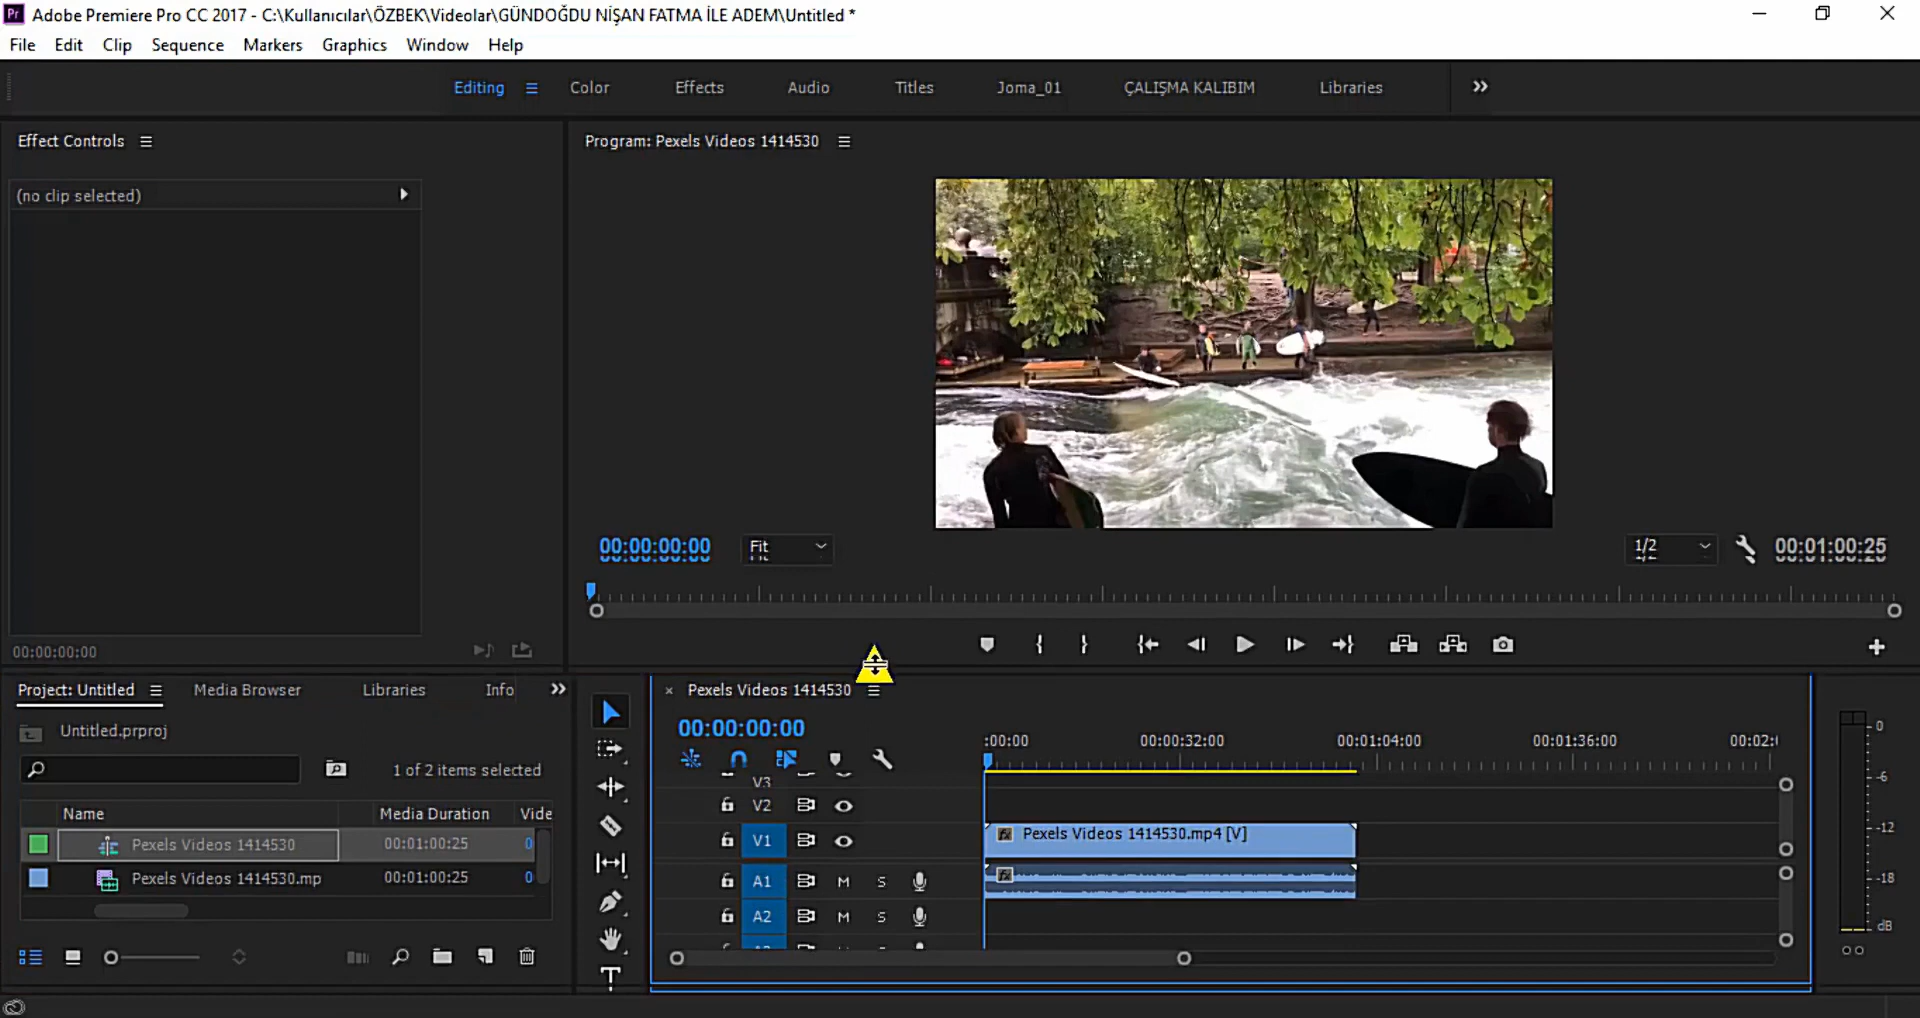 Adobe Premiere Pro CC 2017 - C:\Kullanıcılar\ÖZBEK\Videolar\GÜNDOĞDU NİŞAN FATMA İLE ADEM\Untitled *
File Edit Clip Sequence Markers Graphics Window Help
Editing Color Effects Audio Titles Joma_01 ÇALIŞMA KALIBIM Libraries
Effect Controls
(no clip selected)
00:00:00:00
Program: Pexels Videos 1414530
00:00:00:00 Fit 1/2 00:01:00:25
Project: Untitled Media Browser Libraries Info
Untitled.prproj
1 of 2 items selected
Name Media Duration Vide
Pexels Videos 1414530 00:01:00:25 0
Pexels Videos 1414530.mp 00:01:00:25 0
Pexels Videos 1414530
00:00:00:00
:00:00 00:00:32:00 00:01:04:00 00:01:36:00 00:02:0
V3
V2
V1 Pexels Videos 1414530.mp4 [V]
A1 M S
A2 M S
0
-6
-12
-18
dB